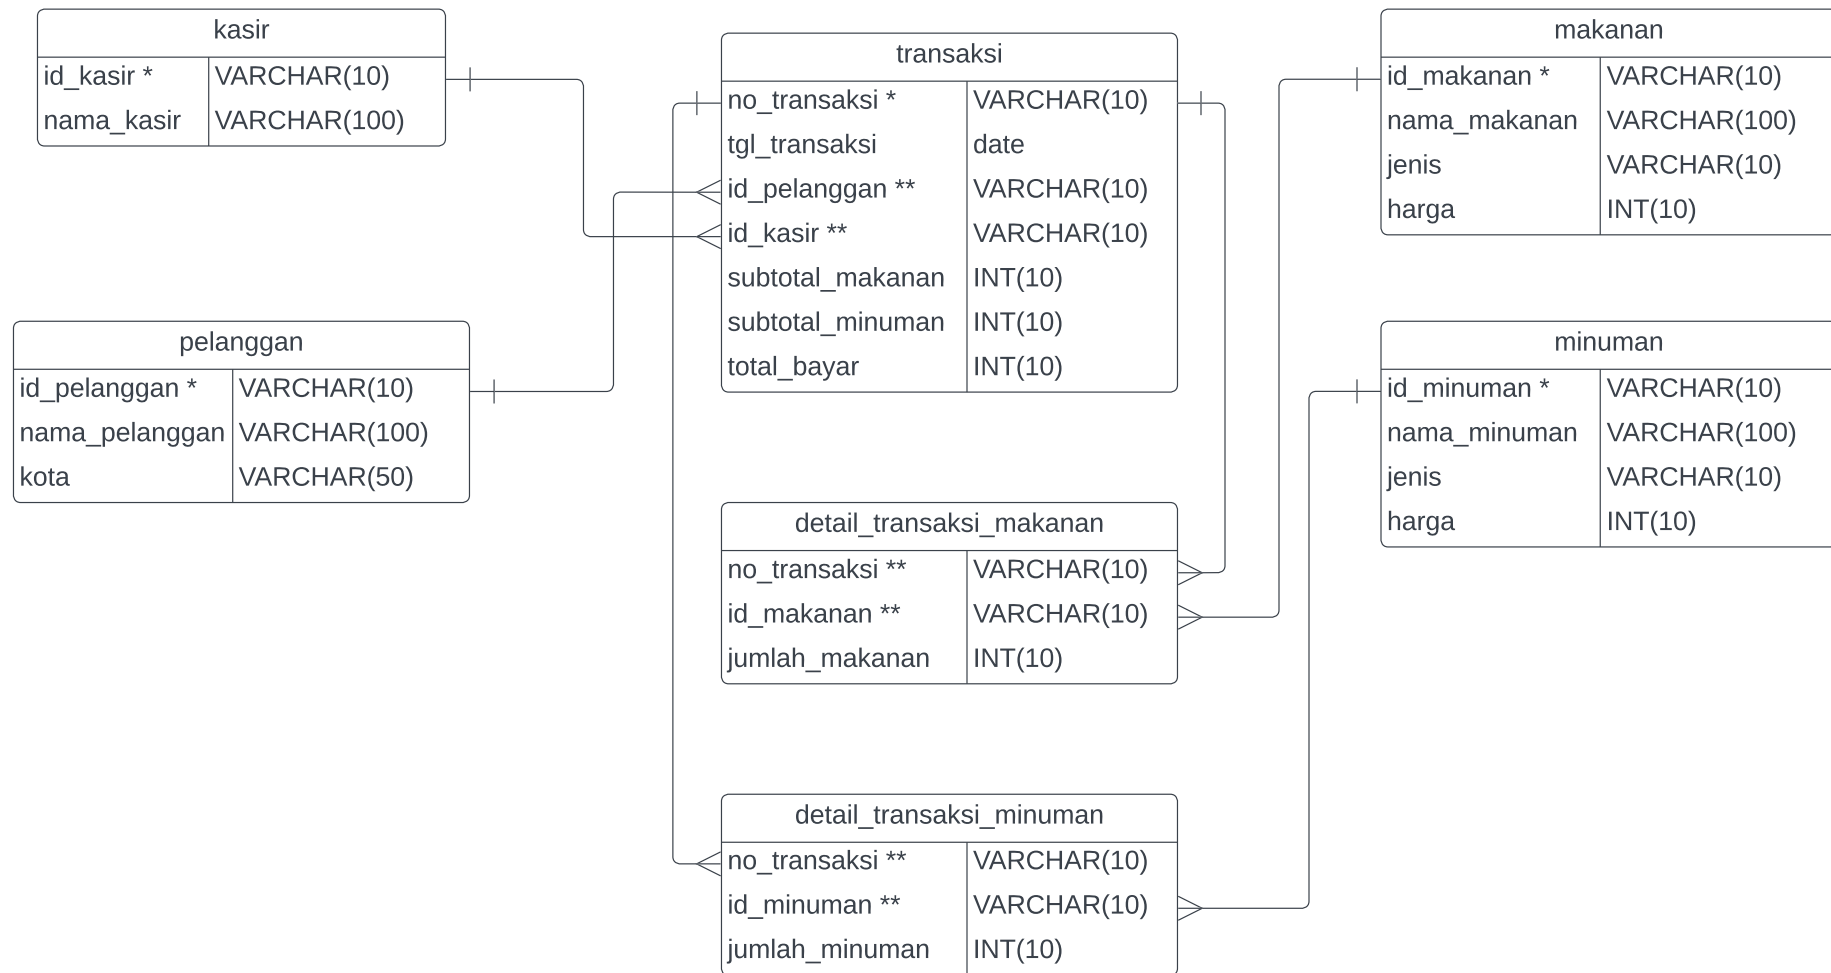 kasir
id_kasir * VARCHAR(10)
nama_kasir VARCHAR(100)
pelanggan
id_pelanggan * VARCHAR(10)
nama_pelanggan VARCHAR(100)
kota VARCHAR(50)
transaksi
no_transaksi * VARCHAR(10)
tgl_transaksi date
id_pelanggan ** VARCHAR(10)
id_kasir ** VARCHAR(10)
subtotal_makanan INT(10)
subtotal_minuman INT(10)
total_bayar INT(10)
detail_transaksi_makanan
no_transaksi ** VARCHAR(10)
id_makanan ** VARCHAR(10)
jumlah_makanan INT(10)
detail_transaksi_minuman
no_transaksi ** VARCHAR(10)
id_minuman ** VARCHAR(10)
jumlah_minuman INT(10)
makanan
id_makanan * VARCHAR(10)
nama_makanan VARCHAR(100)
jenis VARCHAR(10)
harga INT(10)
minuman
id_minuman * VARCHAR(10)
nama_minuman VARCHAR(100)
jenis VARCHAR(10)
harga INT(10)